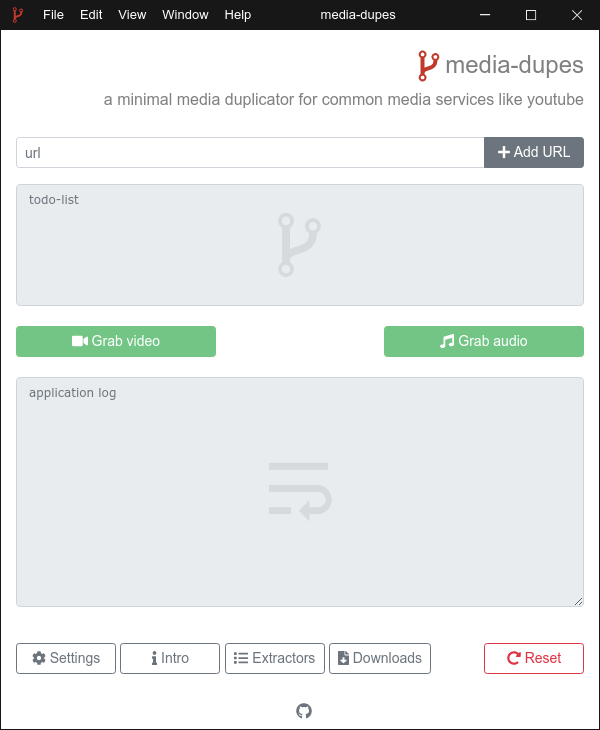 File Edit View Window Help media-dupes
media-dupes
a minimal media duplicator for common media services like youtube
url Add URL
todo-list
Grab video Grab audio
application log
Settings Intro Extractors Downloads Reset